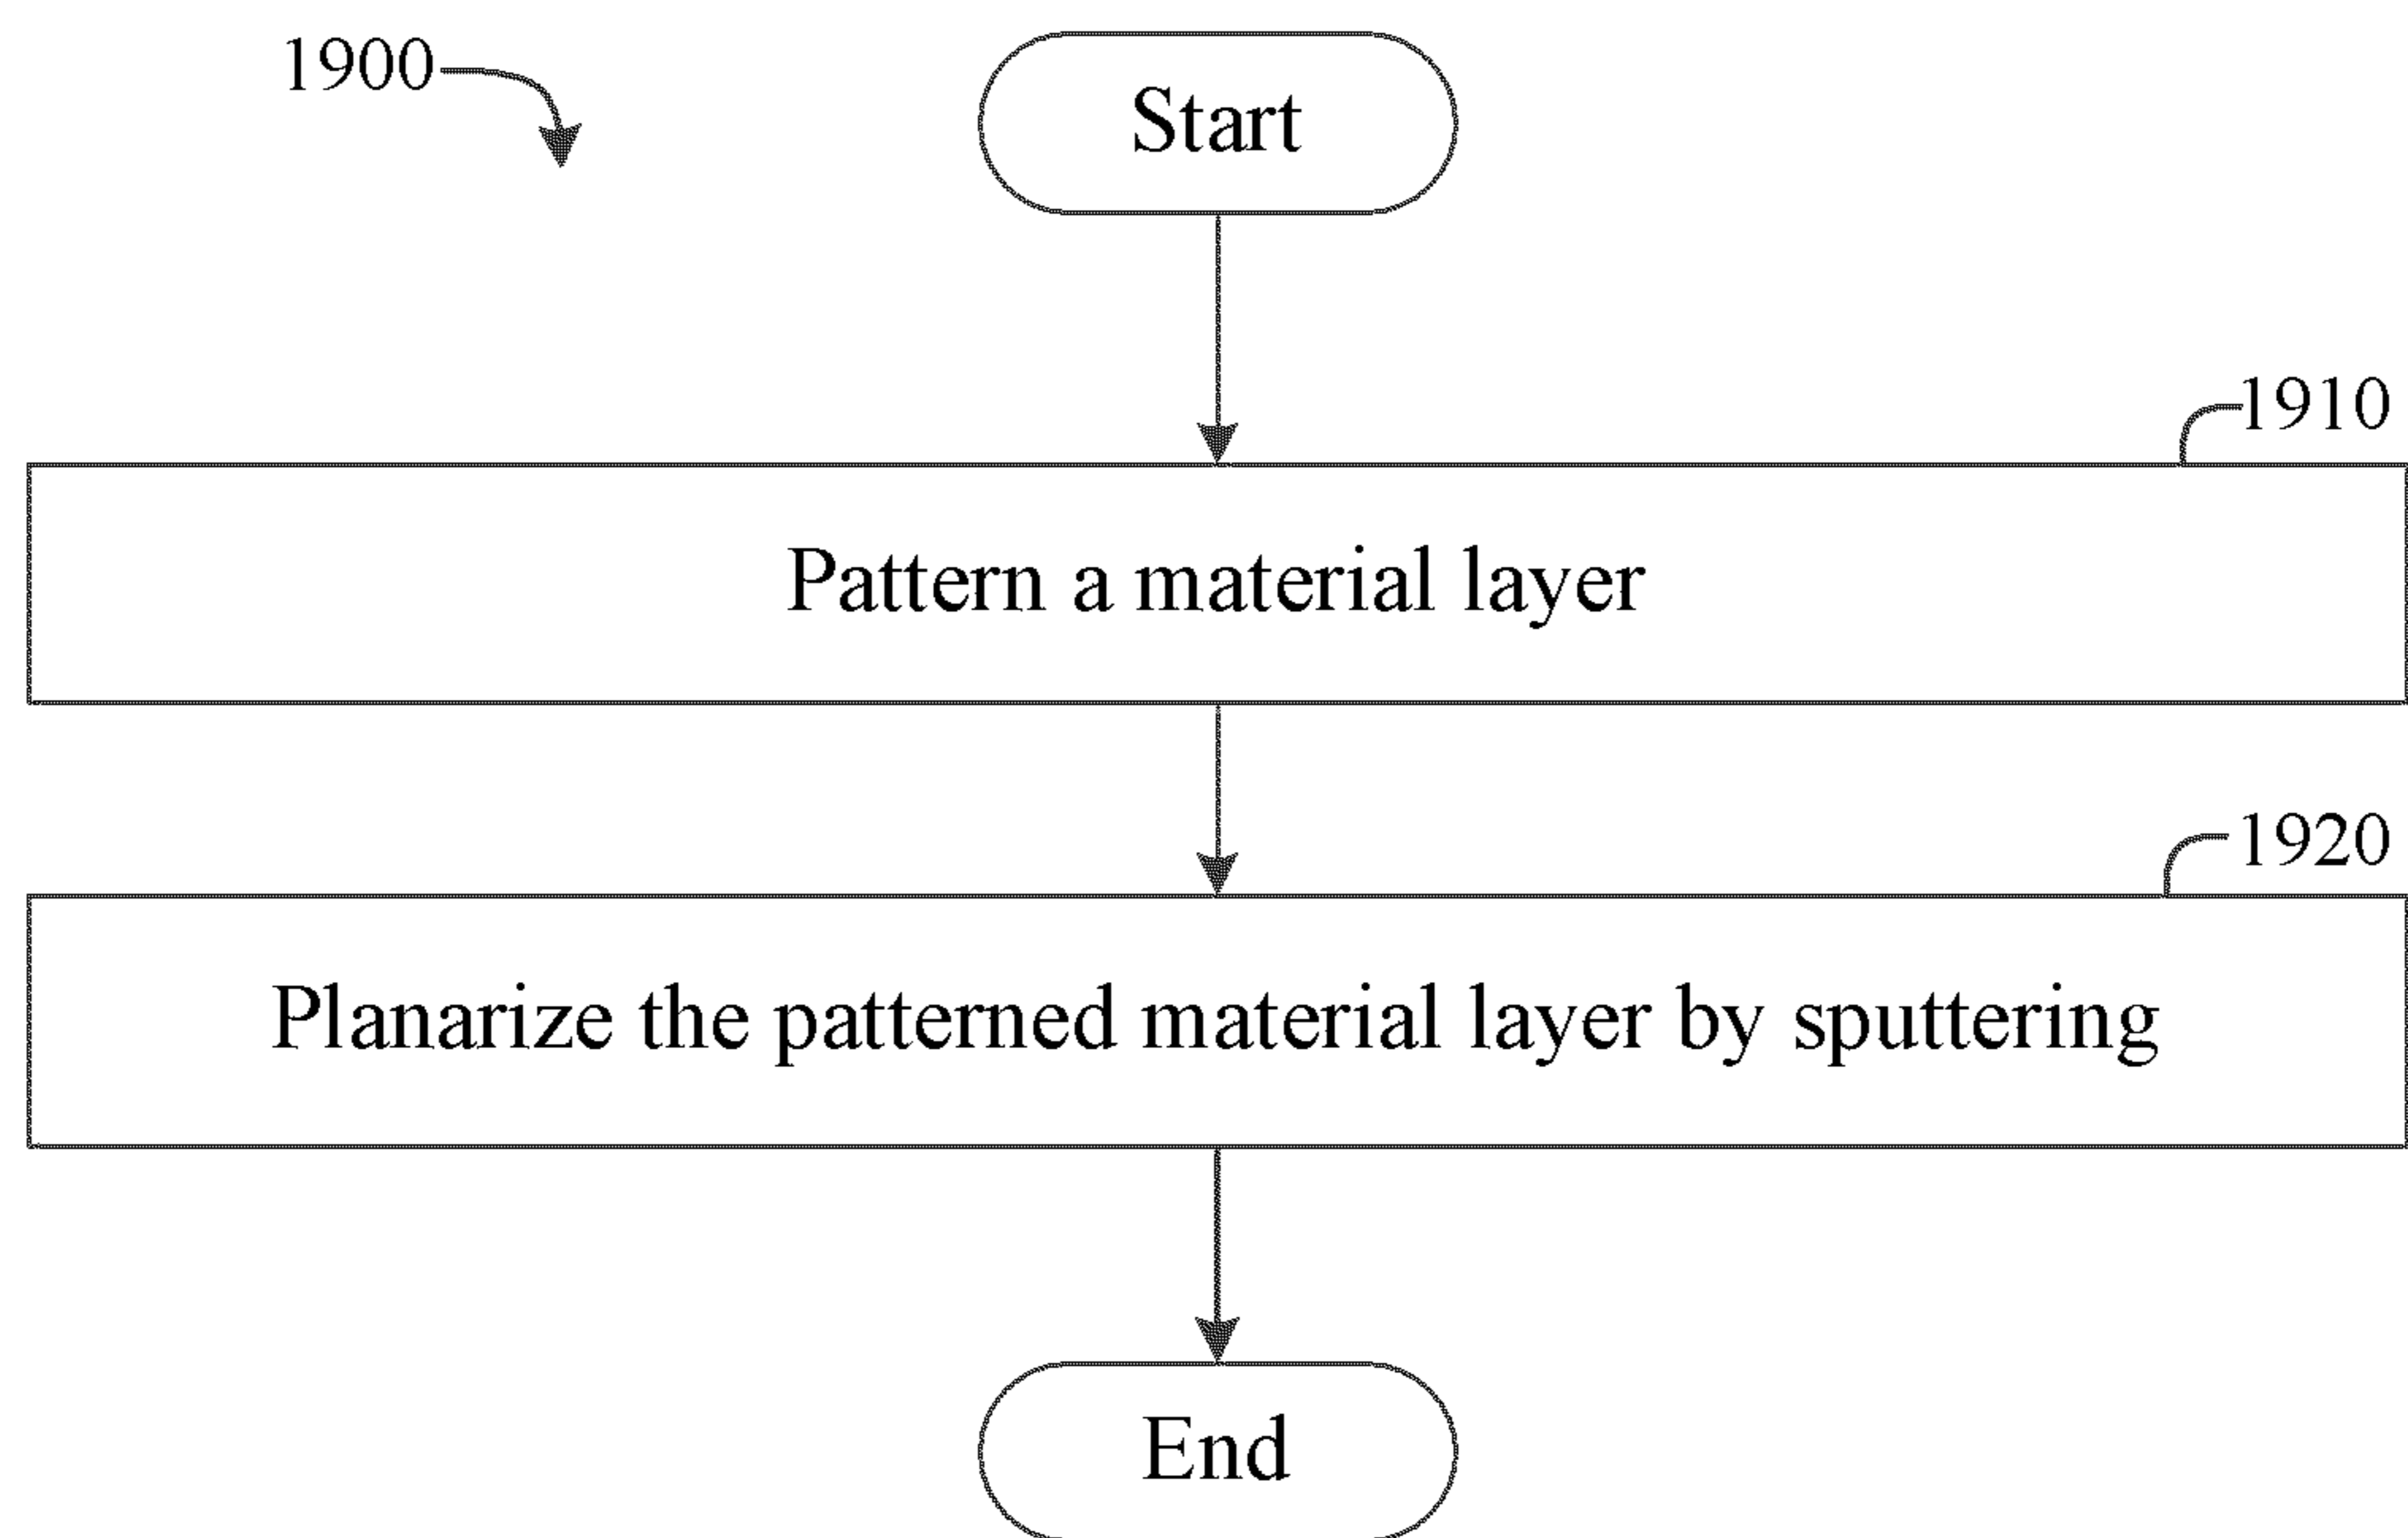 1900
Start
1910
Pattern a material layer
1920
Planarize the patterned material layer by sputtering
End